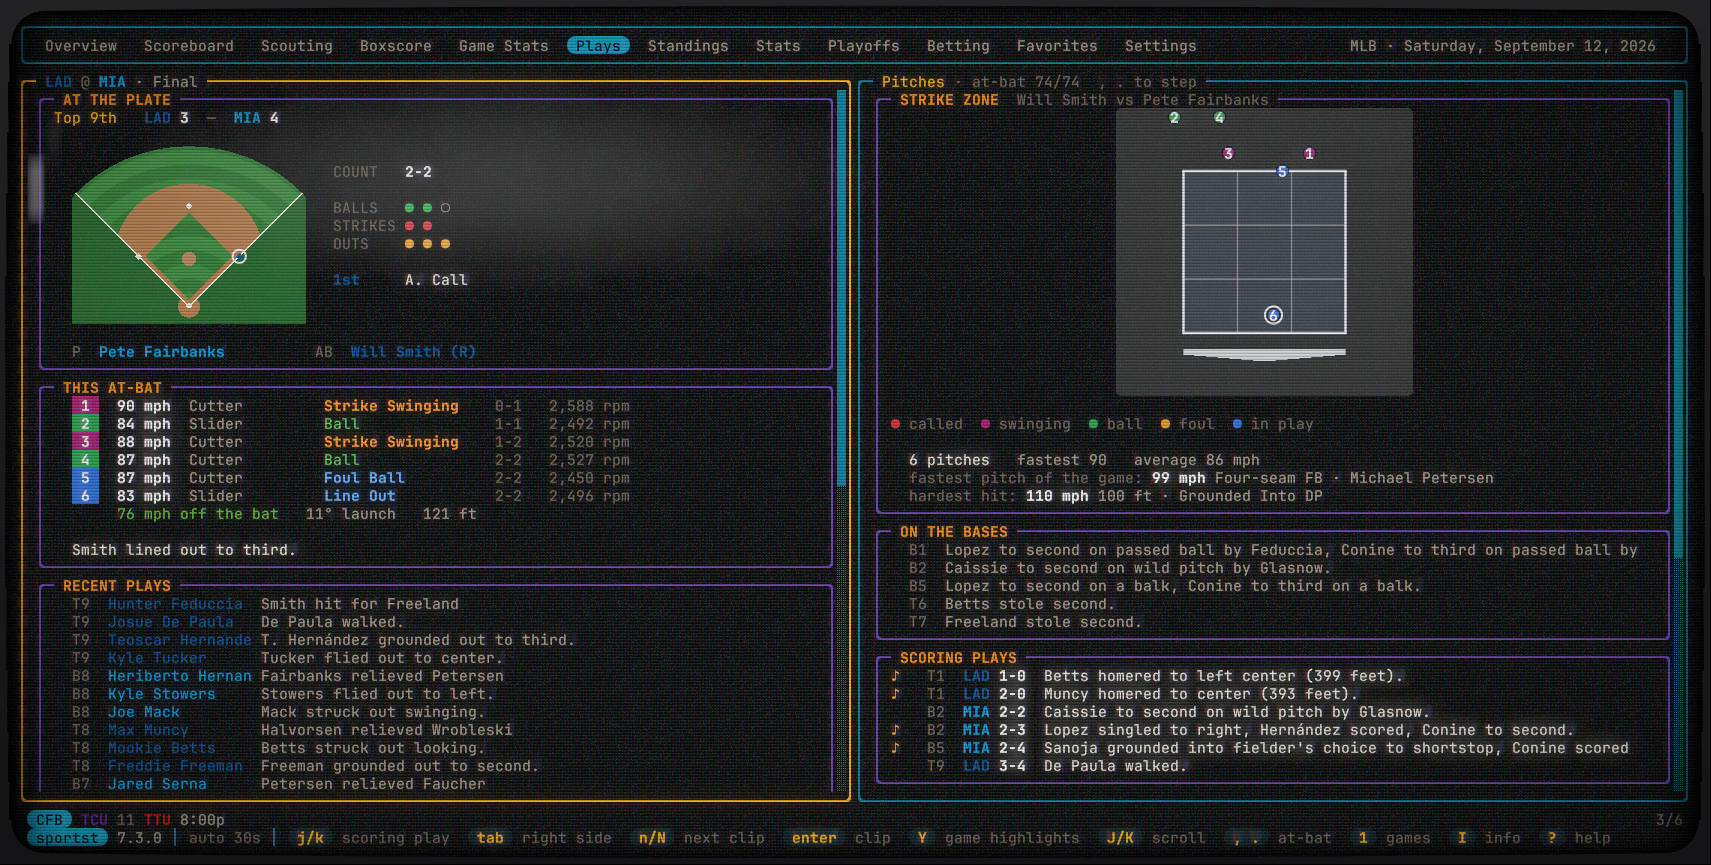 Overview Scoreboard Scouting Boxscore Game Stats Plays Standings Stats Playoffs Betting Favorites Settings MLB · Saturday, September 12, 2026
LAD @ MIA · Final
AT THE PLATE
Top 9th LAD 3 — MIA 4
COUNT 2-2
BALLS
STRIKES
OUTS
1st A. Call
P Pete Fairbanks AB Will Smith (R)
THIS AT-BAT
1 90 mph Cutter Strike Swinging 0-1 2,588 rpm
2 84 mph Slider Ball 1-1 2,492 rpm
3 88 mph Cutter Strike Swinging 1-2 2,520 rpm
4 87 mph Cutter Ball 2-2 2,527 rpm
5 87 mph Cutter Foul Ball 2-2 2,450 rpm
6 83 mph Slider Line Out 2-2 2,496 rpm
76 mph off the bat 11° launch 121 ft
Smith lined out to third.
RECENT PLAYS
T9 Hunter Feduccia Smith hit for Freeland
T9 Josue De Paula De Paula walked.
T9 Teoscar Hernande T. Hernández grounded out to third.
T9 Kyle Tucker Tucker flied out to center.
B8 Heriberto Hernan Fairbanks relieved Petersen
B8 Kyle Stowers Stowers flied out to left.
B8 Joe Mack Mack struck out swinging.
T8 Max Muncy Halvorsen relieved Wrobleski
T8 Mookie Betts Betts struck out looking.
T8 Freddie Freeman Freeman grounded out to second.
B7 Jared Serna Petersen relieved Faucher
Pitches · at-bat 74/74 , . to step
STRIKE ZONE Will Smith vs Pete Fairbanks
2 4
3 1
5
6
called swinging ball foul in play
6 pitches fastest 90 average 86 mph
fastest pitch of the game: 99 mph Four-seam FB · Michael Petersen
hardest hit: 110 mph 100 ft · Grounded Into DP
ON THE BASES
B1 Lopez to second on passed ball by Feduccia, Conine to third on passed ball by
B2 Caissie to second on wild pitch by Glasnow.
B5 Lopez to second on a balk, Conine to third on a balk.
T6 Betts stole second.
T7 Freeland stole second.
SCORING PLAYS
♪ T1 LAD 1-0 Betts homered to left center (399 feet).
♪ T1 LAD 2-0 Muncy homered to center (393 feet).
B2 MIA 2-2 Caissie to second on wild pitch by Glasnow.
♪ B2 MIA 2-3 Lopez singled to right, Hernández scored, Conine to second.
♪ B5 MIA 2-4 Sanoja grounded into fielder's choice to shortstop, Conine scored
T9 LAD 3-4 De Paula walked.
CFB TCU 11 TTU 8:00p 3/6
sportst 7.3.0 | auto 30s | j/k scoring play tab right side n/N next clip enter clip Y game highlights J/K scroll , . at-bat 1 games I info ? help